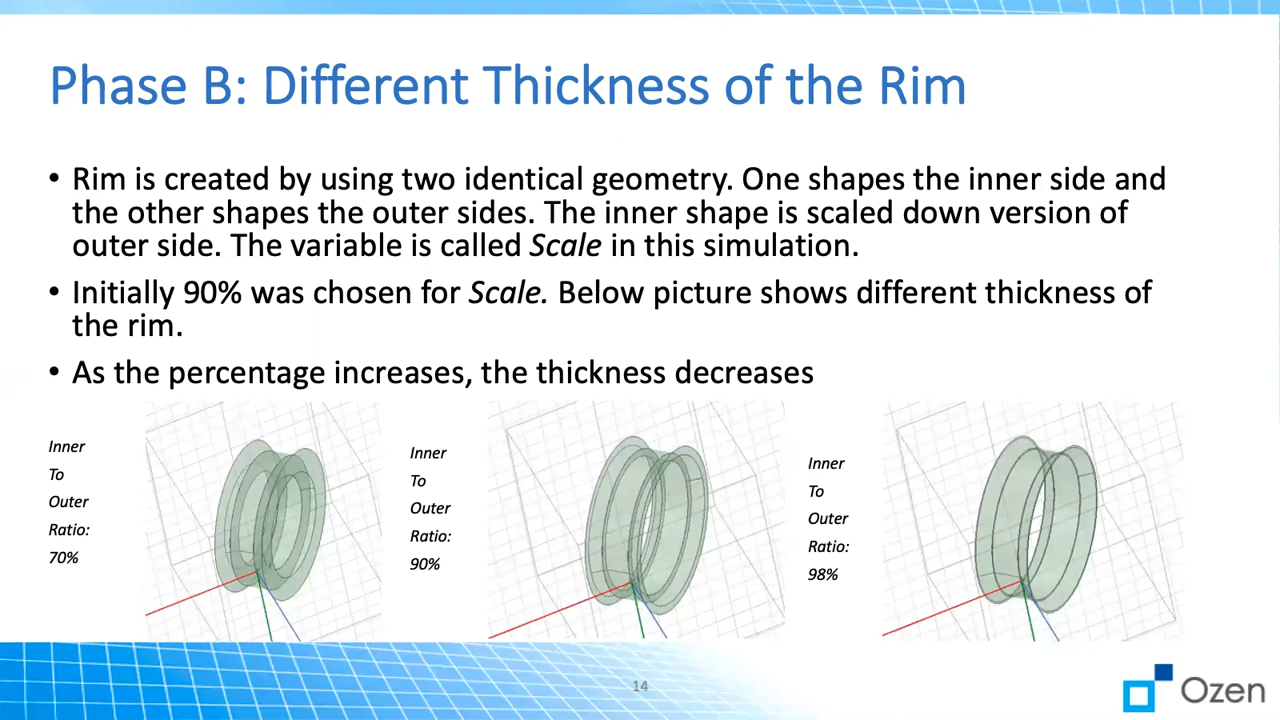 Phase B: Different Thickness of the Rim
• Rim is created by using two identical geometry. One shapes the inner side and
the other shapes the outer sides. The inner shape is scaled down version of
outer side. The variable is called Scale in this simulation.
• Initially 90% was chosen for Scale. Below picture shows different thickness of
the rim.
• As the percentage increases, the thickness decreases
Inner
To
Outer
Ratio:
70%
Inner
To
Outer
Ratio:
90%
Inner
To
Outer
Ratio:
98%
14
Ozen